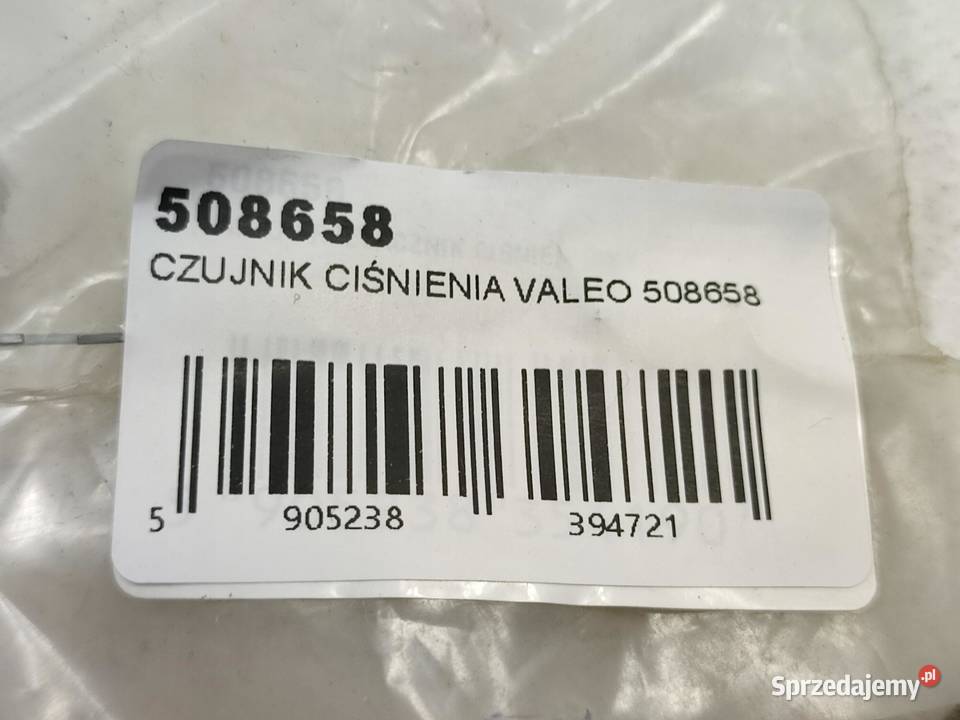 508658
CZUJNIK CIŚNIENIA VALEO 508658
5 905238 394721
Sprzedajemy.pl